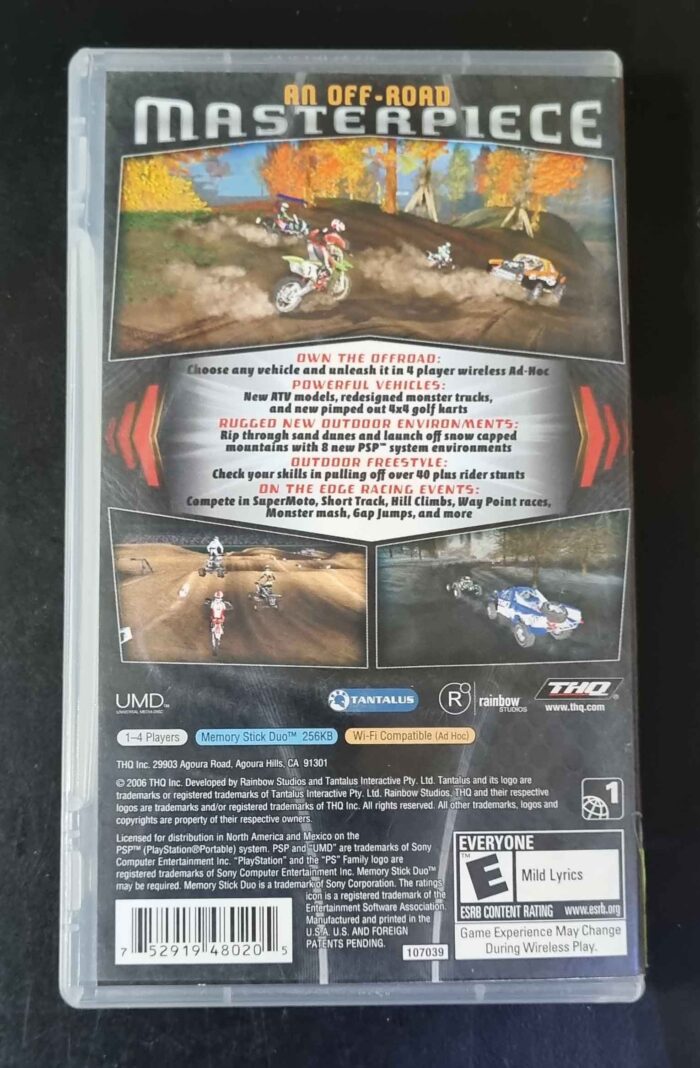 AN OFF-ROAD
MASTERPIECE
OWN THE OFFROAD:
Choose any vehicle and unleash it in 4 player wireless Ad-Hoc
POWERFUL VEHICLES:
New ATV models, redesigned monster trucks,
and new pimped out 4x4 golf karts
RUGGED NEW OUTDOOR ENVIRONMENTS:
Rip through sand dunes and launch off snow capped
mountains with 8 new PSP™ system environments
OUTDOOR FREESTYLE:
Check your skills in pulling off over 40 plus rider stunts
ON THE EDGE RACING EVENTS:
Compete in SuperMoto, Short Track, Hill Climbs, Way Point races,
Monster mash, Gap Jumps, and more
UMD™
UNIVERSAL MEDIA DISC
TANTALUS
R
rainbow
STUDIOS
THQ®
www.thq.com
1–4 Players
Memory Stick Duo™ 256KB
Wi-Fi Compatible (Ad Hoc)
THQ Inc. 29903 Agoura Road, Agoura Hills, CA 91301
© 2006 THQ Inc. Developed by Rainbow Studios and Tantalus Interactive Pty. Ltd. Tantalus and its logo are
trademarks or registered trademarks of Tantalus Interactive Pty. Ltd. Rainbow Studios, THQ and their respective
logos are trademarks and/or registered trademarks of THQ Inc. All rights reserved. All other trademarks, logos and
copyrights are property of their respective owners.
1
Licensed for distribution in North America and Mexico on the
PSP™ (PlayStation®Portable) system. PSP and "UMD" are trademarks of Sony
Computer Entertainment Inc. "PlayStation" and the "PS" Family logo are
registered trademarks of Sony Computer Entertainment Inc. Memory Stick Duo™
may be required. Memory Stick Duo is a trademark of Sony Corporation. The ratings
icon is a registered trademark of the
Entertainment Software Association.
Manufactured and printed in the
U.S.A. U.S. AND FOREIGN
PATENTS PENDING.
107039
7 52919 48020 5
EVERYONE
™
E
Mild Lyrics
ESRB CONTENT RATING www.esrb.org
Game Experience May Change
During Wireless Play.